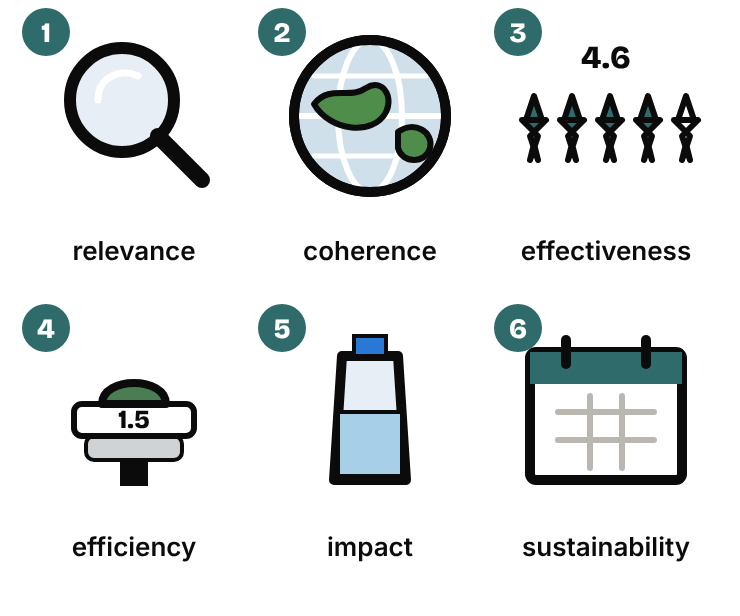 1
2
3
4.6
relevance
coherence
effectiveness
4
5
6
1.5
efficiency
impact
sustainability